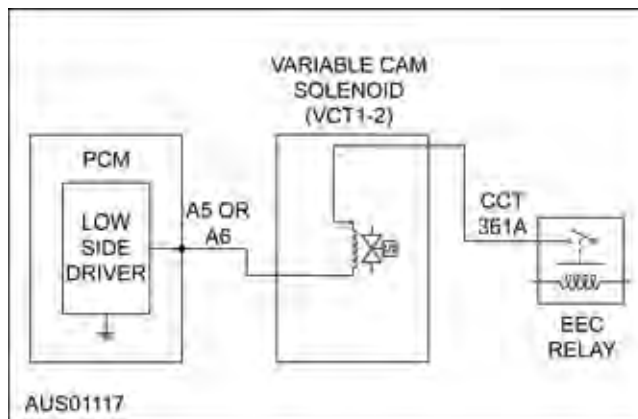 VARIABLE CAM
SOLENOID
(VCT1-2)
PCM
LOW
SIDE
DRIVER
A5 OR
A6
CCT
361A
EEC
RELAY
AUS01117